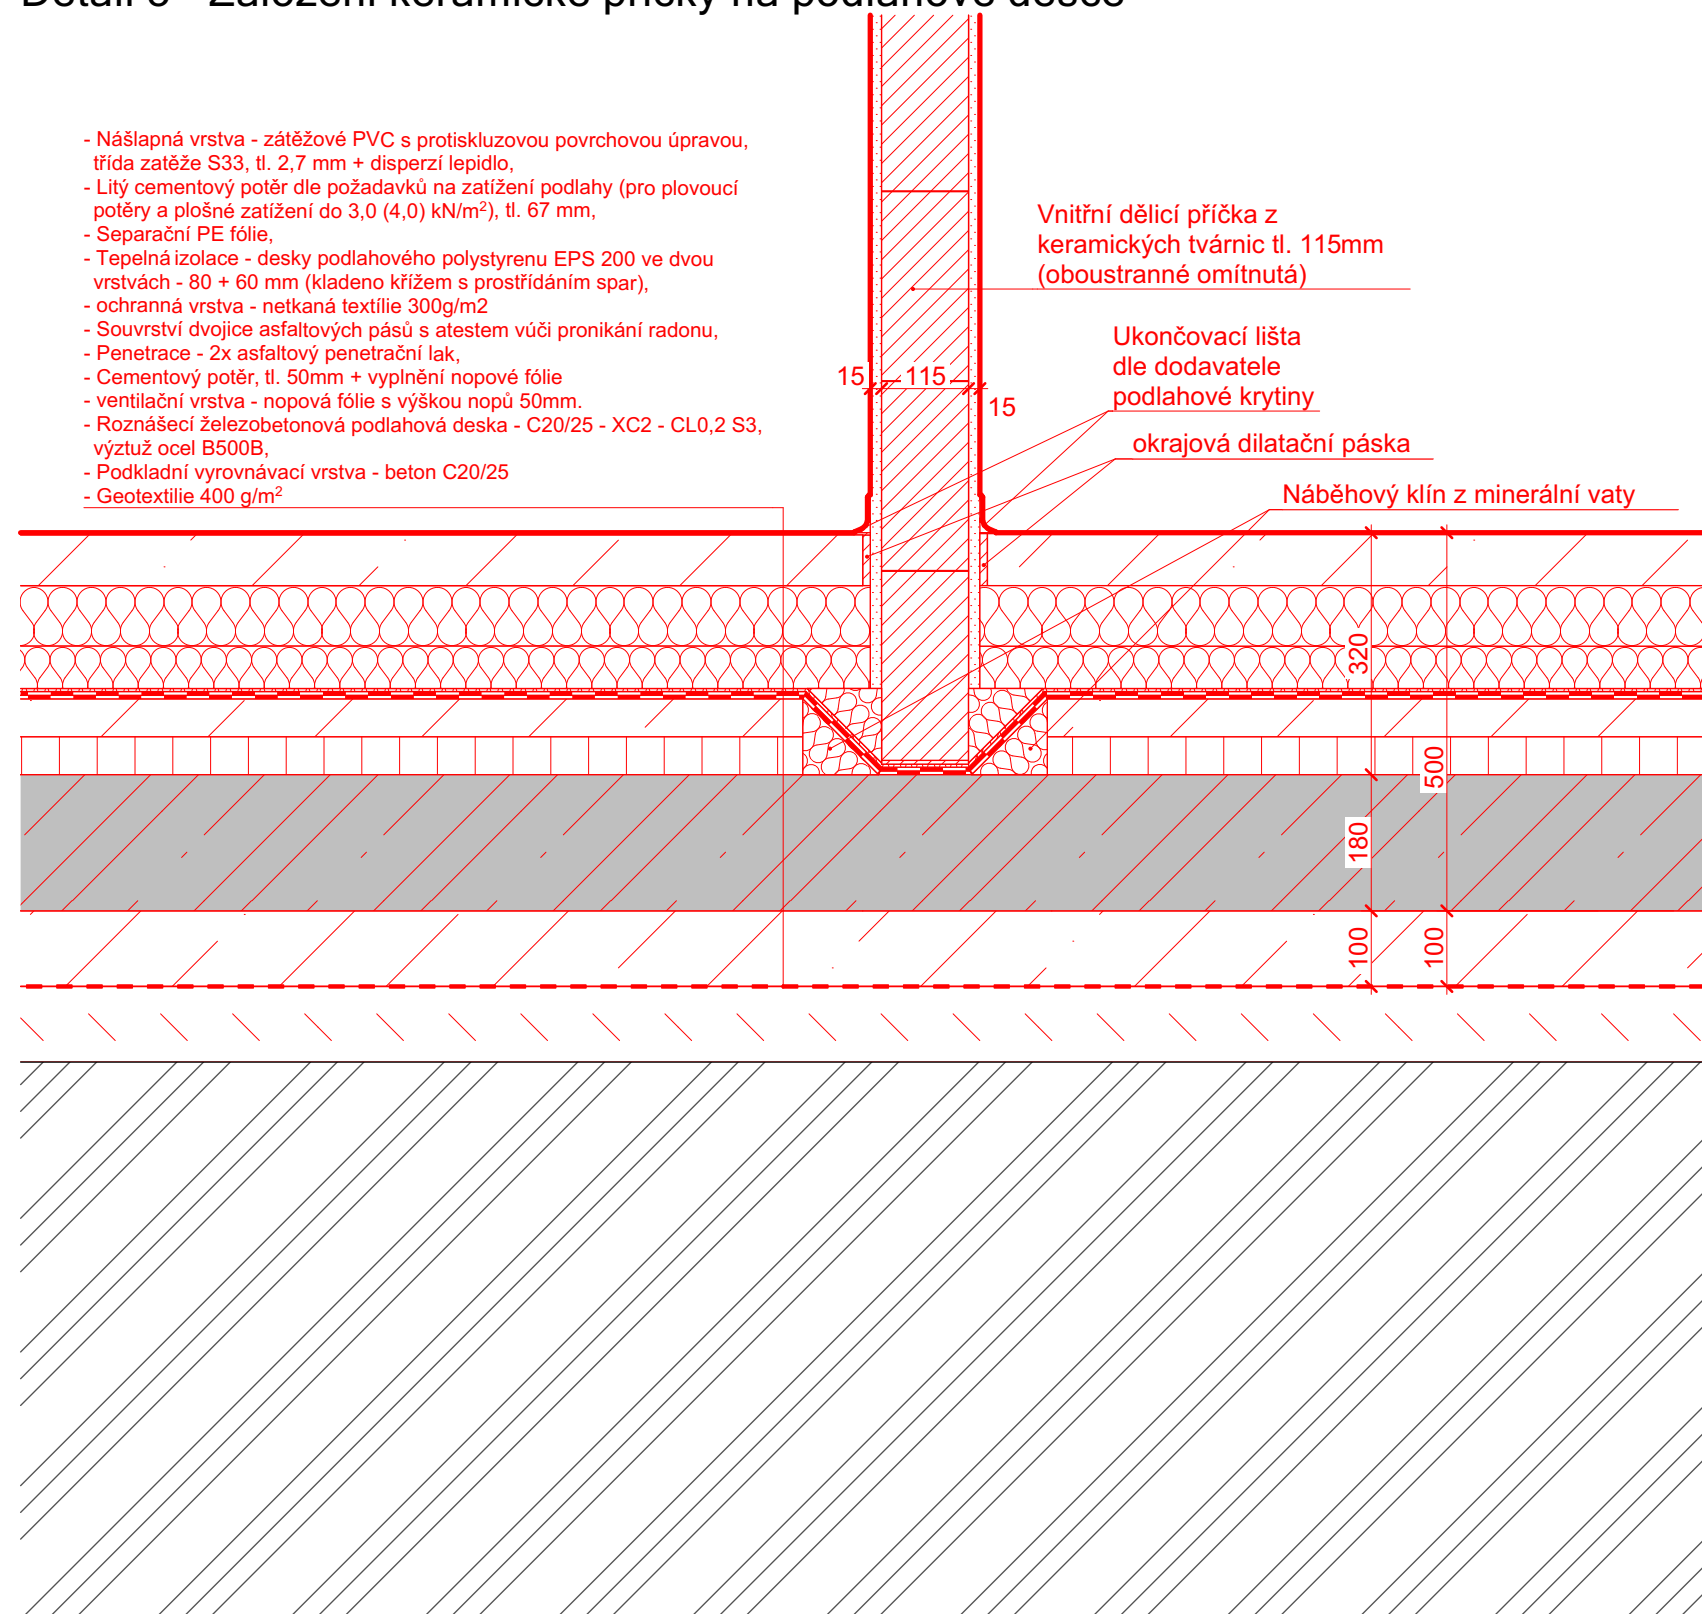 - Nášlapná vrstva - zátěžové PVC s protiskluzovou povrchovou úpravou,
třída zatěže S33, tl. 2,7 mm + disperzí lepidlo,
- Litý cementový potěr dle požadavků na zatížení podlahy (pro plovoucí
potěry a plošné zatížení do 3,0 (4,0) kN/m²), tl. 67 mm,
- Separační PE fólie,
- Tepelná izolace - desky podlahového polystyrenu EPS 200 ve dvou
vrstvách - 80 + 60 mm (kladeno křížem s prostřídáním spar),
- ochranná vrstva - netkaná textílie 300g/m2
- Souvrství dvojice asfaltových pásů s atestem vúči pronikání radonu,
- Penetrace - 2x asfaltový penetrační lak,
- Cementový potěr, tl. 50mm + vyplnění nopové fólie
- ventilační vrstva - nopová fólie s výškou nopů 50mm.
- Roznášecí železobetonová podlahová deska - C20/25 - XC2 - CL0,2 S3,
výztuž ocel B500B,
- Podkladní vyrovnávací vrstva - beton C20/25
- Geotextilie 400 g/m²
Vnitřní dělicí příčka z
keramických tvárnic tl. 115mm
(oboustranné omítnutá)
Ukončovací lišta
dle dodavatele
podlahové krytiny
okrajová dilatační páska
Náběhový klín z minerální vaty
15
115
15
320
500
180
100
100